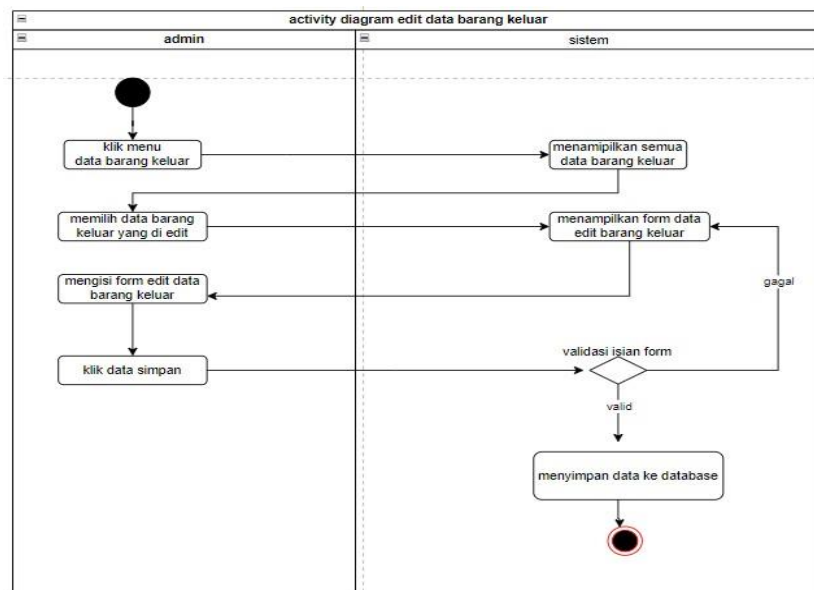 activity diagram edit data barang keluar
admin
sistem
klik menu
data barang keluar
menamipilkan semua
data barang keluar
memilih data barang
keluar yang di edit
menampilkan form data
edit barang keluar
mengisi form edit data
barang keluar
gagal
klik data simpan
validasi isian form
valid
menyimpan data ke database